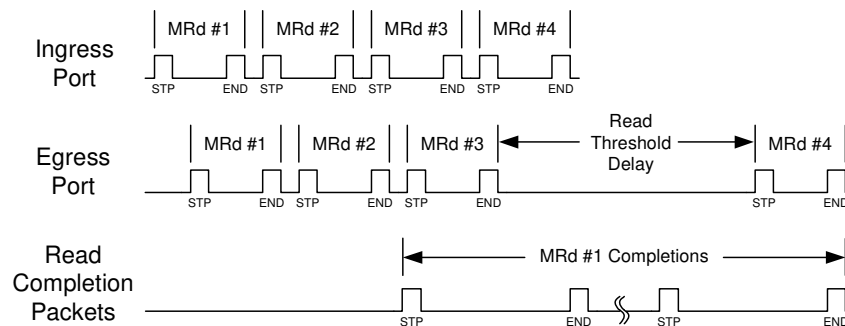 MRd #1 MRd #2 MRd #3 MRd #4
Ingress
Port
STP END STP END STP END STP END
MRd #1 MRd #2 MRd #3 Read
Threshold
Delay MRd #4
Egress
Port
STP END STP END STP END STP END
Read
Completion
Packets
MRd #1 Completions
STP END STP END